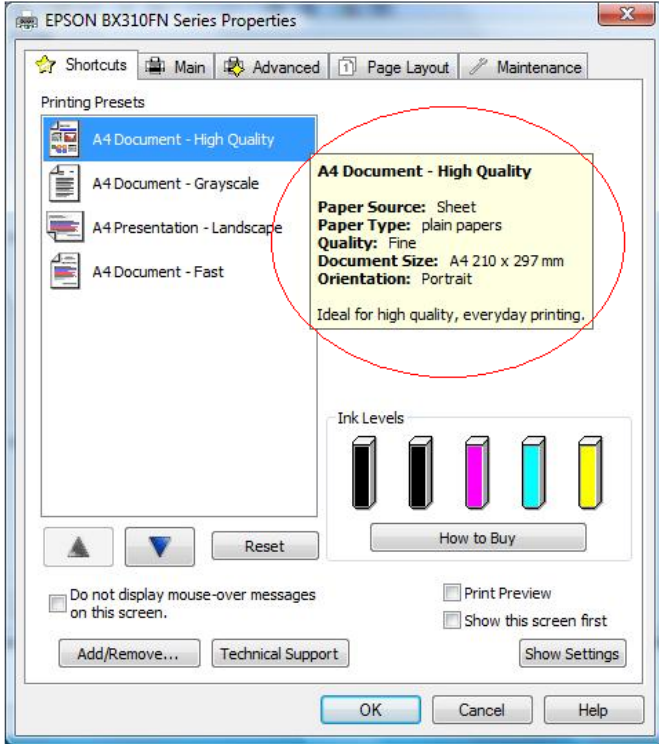 EPSON BX310FN Series Properties
Shortcuts Main Advanced 1 Page Layout Maintenance
Printing Presets
A4 Document - High Quality
A4 Document - Grayscale
A4 Presentation - Landscape
A4 Document - Fast
A4 Document - High Quality
Paper Source: Sheet
Paper Type: plain papers
Quality: Fine
Document Size: A4 210 x 297 mm
Orientation: Portrait
Ideal for high quality, everyday printing.
Ink Levels
How to Buy
Reset
Do not display mouse-over messages
on this screen.
Print Preview
Show this screen first
Add/Remove... Technical Support Show Settings
OK Cancel Help